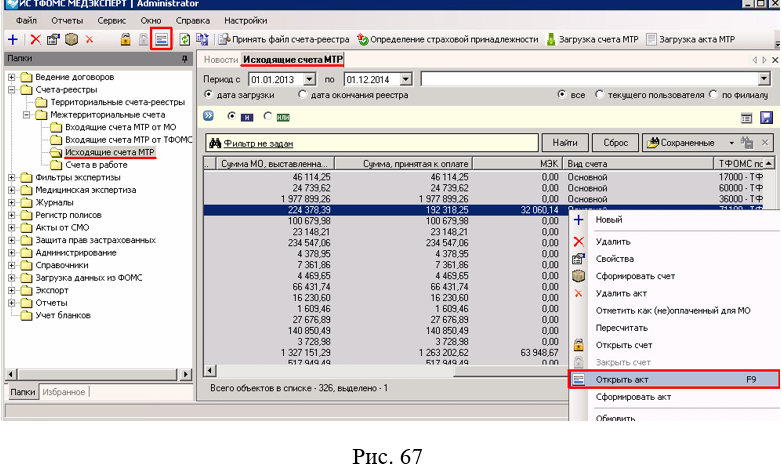 ИС ТФОМС МЕДЭКСПЕРТ | Administrator
Файл Отчеты Сервис Окно Справка Настройки
Принять файл счета-реестра Определение страховой принадлежности Загрузка счета МТР Загрузка акта МТР
Папки
Новости Исходящие счета МТР
Ведение договоров
Счета-реестры
Территориальные счета-реестры
Межтерриториальные счета
Входящие счета МТР от МО
Входящие счета МТР от ТФОМС
Исходящие счета МТР
Счета в работе
Фильтры экспертизы
Медицинская экспертиза
Журналы
Регистр полисов
Акты от СМО
Защита прав застрахованных
Администрирование
Справочники
Загрузка данных из ФОМС
Экспорт
Отчеты
Учет бланков
Папки Избранное
Период с 01.01.2013 по 01.12.2014
дата загрузки дата окончания реестра все текущего пользователя по филиалу
И ИЛИ
Фильтр не задан Найти Сброс Сохраненные
Сумма МО, выставленна... Сумма, принятая к оплате МЭК Вид счета ТФОМС пс
46 114,25 46 114,25 0,00 Основной 17000 - ТФ
24 739,62 24 739,62 0,00 Основной 60000 - ТФ
1 977 899,26 1 977 899,26 0,00 Основной 36000 - ТФ
224 378,39 192 318,25 32 060,14 Основной 71100 - ТФ
100 679,98 100 679,98 0,00
23 148,21 23 148,21 0,00
234 547,06 234 547,06 0,00
4 378,95 4 378,95 0,00
7 361,86 7 361,86 0,00
4 469,65 4 469,65 0,00
66 431,74 66 431,74 0,00
16 230,60 16 230,60 0,00
1 609,46 1 609,46 0,00
27 676,89 27 676,89 0,00
140 850,49 140 850,49 0,00
3 728,98 3 728,98 0,00
1 327 151,29 1 263 202,62 63 948,67
517 949,49 517 949,49 0,00
Всего объектов в списке - 326, выделено - 1
Новый
Удалить
Свойства
Сформировать счет
Удалить акт
Отметить как (не)оплаченный для МО
Пересчитать
Открыть счет
Закрыть счет
Открыть акт F9
Сформировать акт
Обновить
Рис. 67